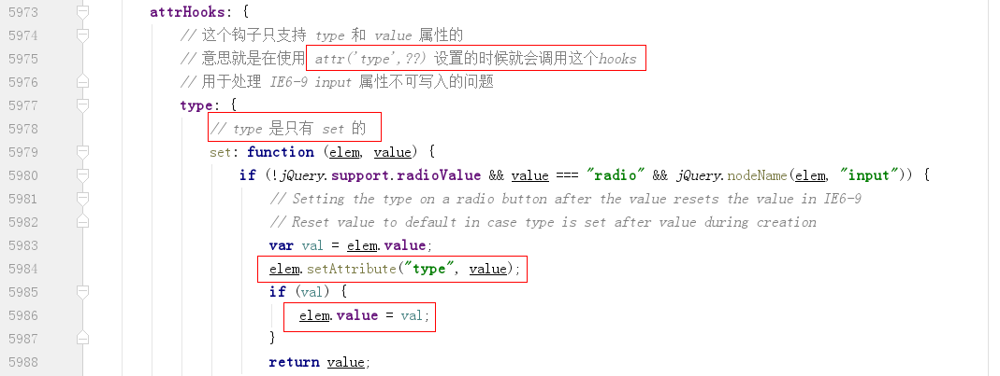 5973 attrHooks: {
5974 // 这个钩子只支持 type 和 value 属性的
5975 // 意思就是在使用 attr('type',??) 设置的时候就会调用这个hooks
5976 // 用于处理 IE6-9 input 属性不可写入的问题
5977 type: {
5978 // type 是只有 set 的
5979 set: function (elem, value) {
5980 if (!jQuery.support.radioValue && value === "radio" && jQuery.nodeName(elem, "input")) {
5981 // Setting the type on a radio button after the value resets the value in IE6-9
5982 // Reset value to default in case type is set after value during creation
5983 var val = elem.value;
5984 elem.setAttribute("type", value);
5985 if (val) {
5986 elem.value = val;
5987 }
5988 return value;